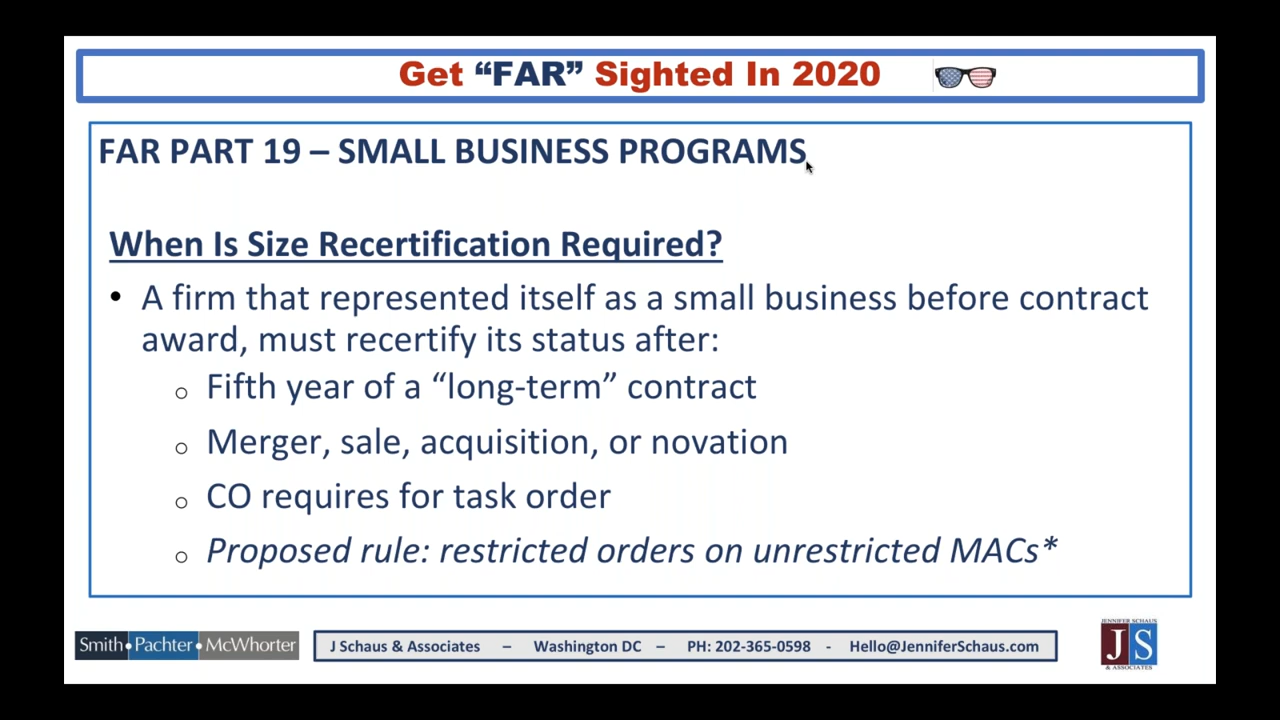 Get “FAR” Sighted In 2020
FAR PART 19 – SMALL BUSINESS PROGRAMS
When Is Size Recertification Required?
• A firm that represented itself as a small business before contract
award, must recertify its status after:
o Fifth year of a “long-term” contract
o Merger, sale, acquisition, or novation
o CO requires for task order
o Proposed rule: restricted orders on unrestricted MACs*
Smith•Pachter•McWhorter
J Schaus & Associates – Washington DC – PH: 202-365-0598 - Hello@JenniferSchaus.com
JENNIFER SCHAUS
JS
& ASSOCIATES